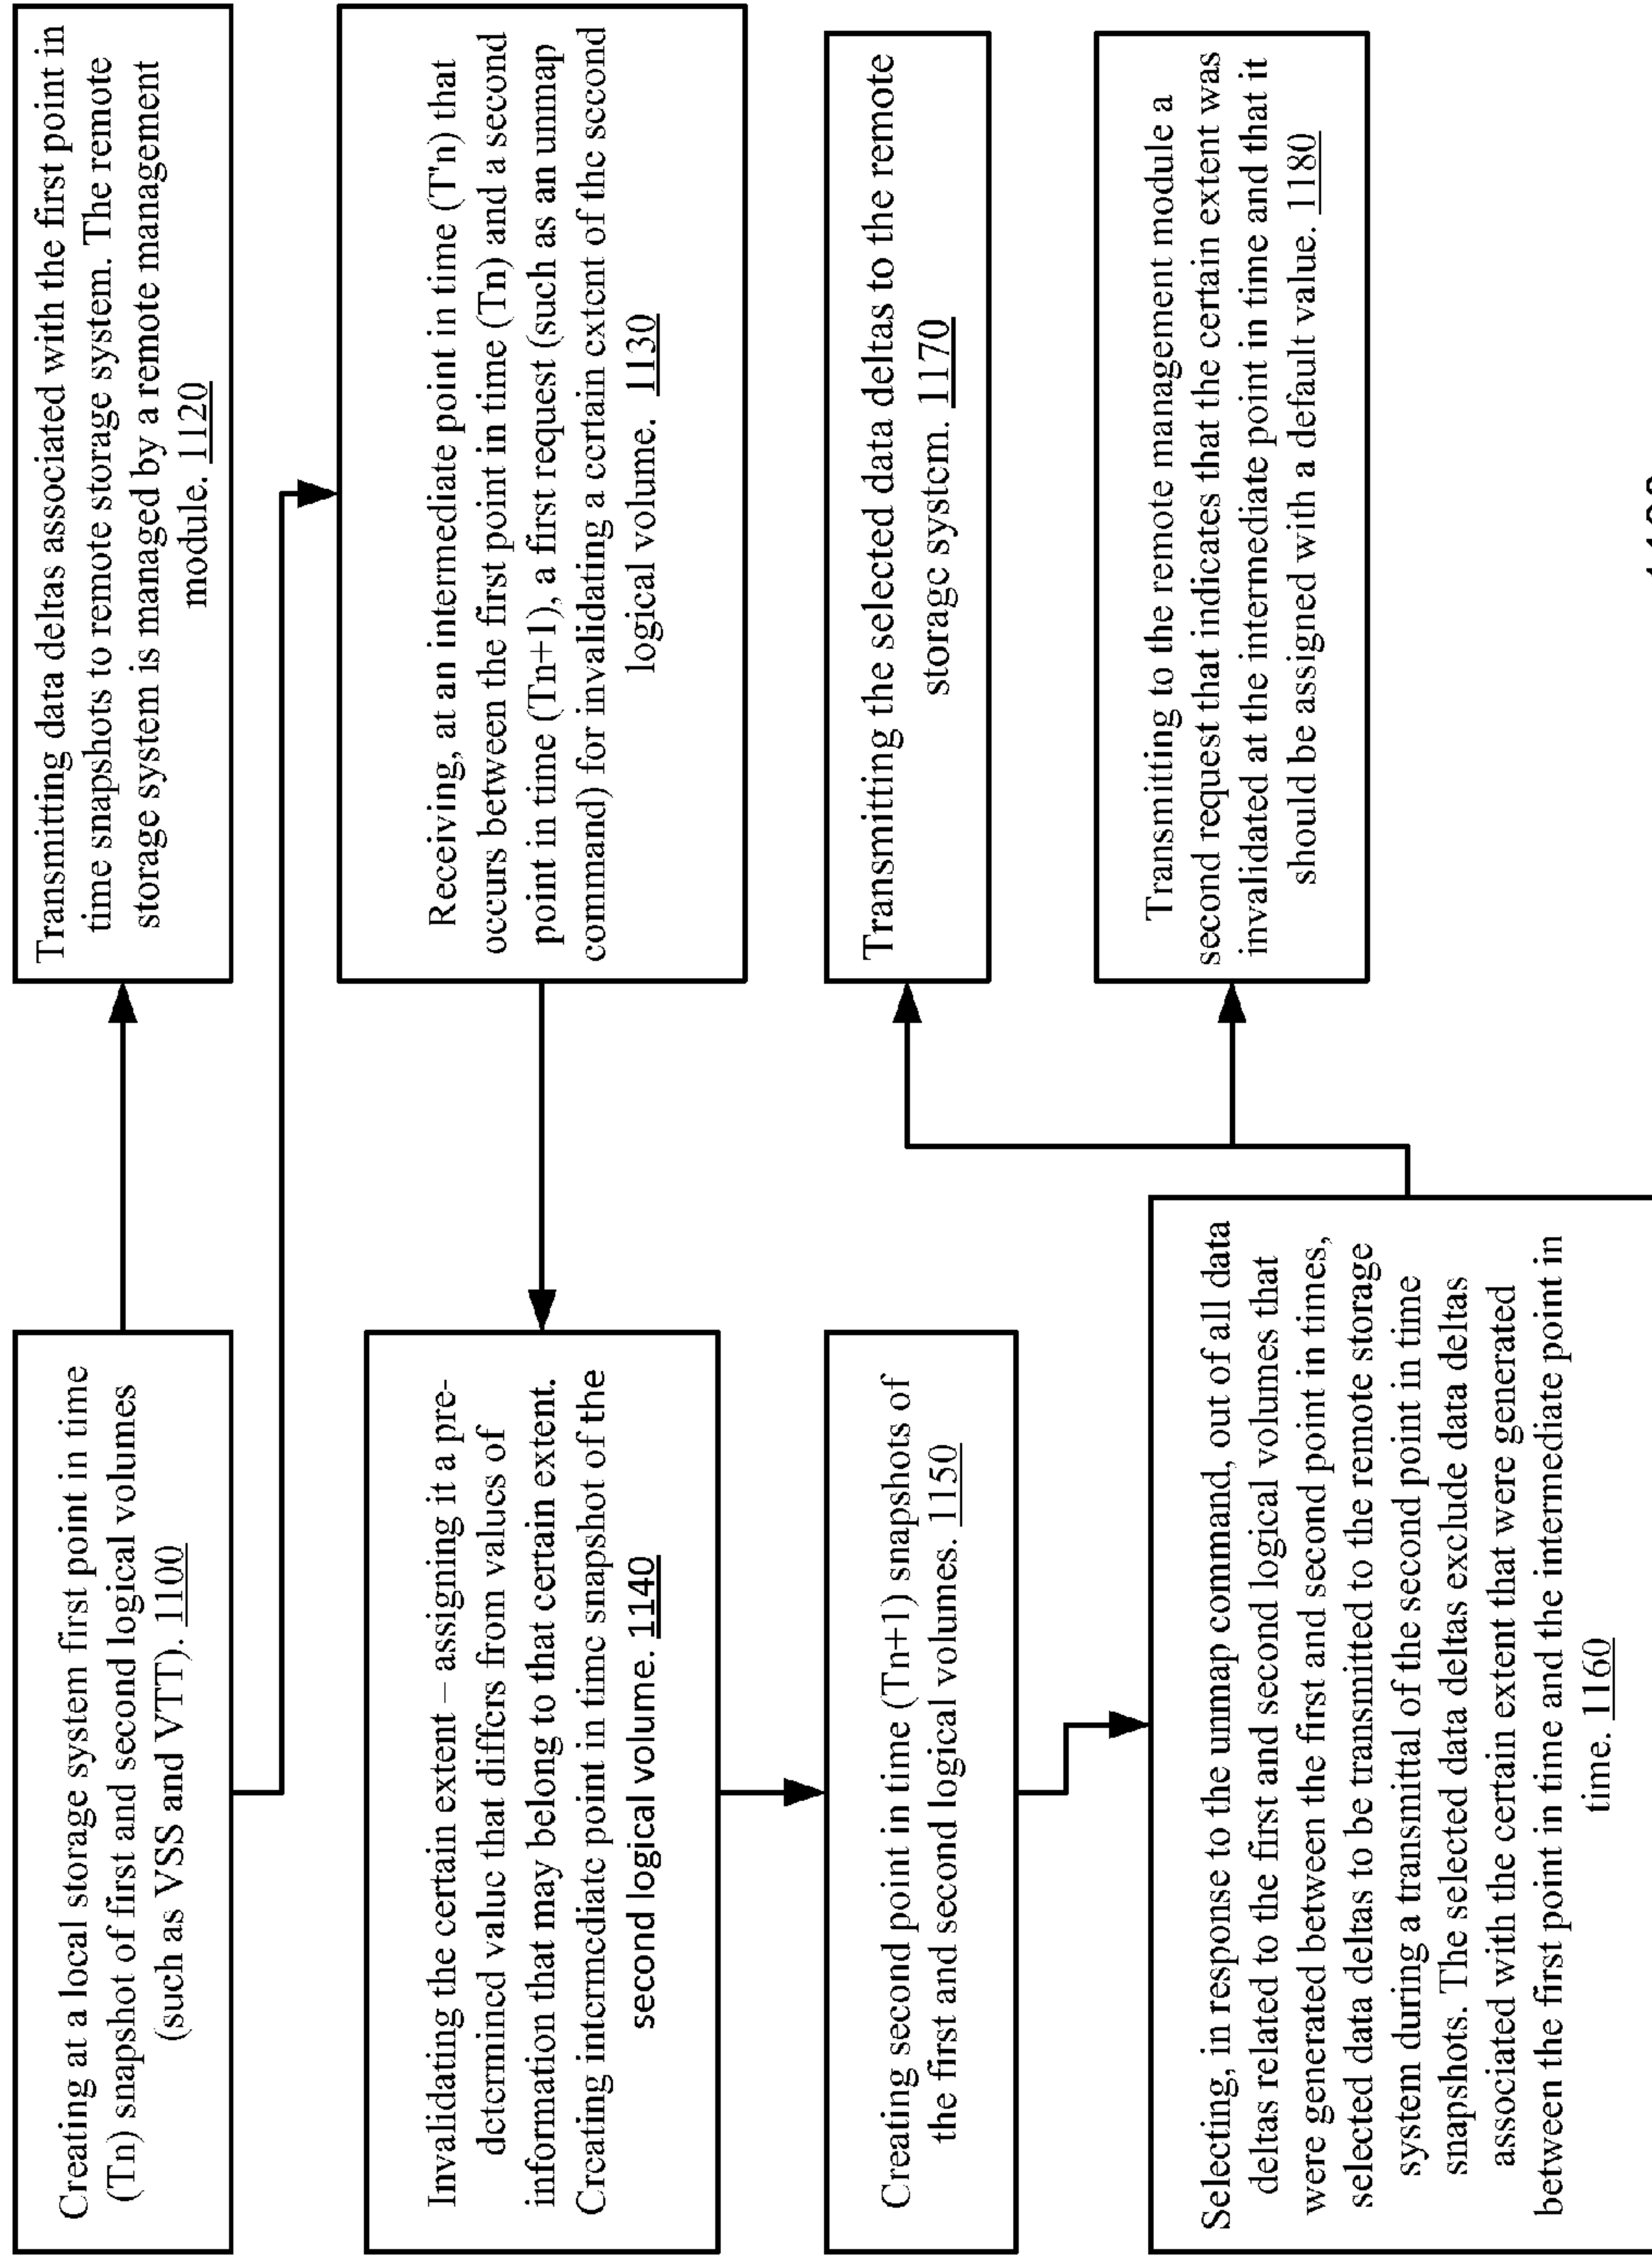 Creating at a local storage system first point in time
(Tn) snapshot of first and second logical volumes
(such as VSS and VTT). 1100
Transmitting data deltas associated with the first point in
time snapshots to remote storage system. The remote
storage system is managed by a remote management
module. 1120
Receiving, at an intermediate point in time (T'n) that
occurs between the first point in time (Tn) and a second
point in time (Tn+1), a first request (such as an unmap
command) for invalidating a certain extent of the second
logical volume. 1130
Invalidating the certain extent – assigning it a pre-
determined value that differs from values of
information that may belong to that certain extent.
Creating intermediate point in time snapshot of the
second logical volume. 1140
Creating second point in time (Tn+1) snapshots of
the first and second logical volumes. 1150
Selecting, in response to the unmap command, out of all data
deltas related to the first and second logical volumes that
were generated between the first and second point in times,
selected data deltas to be transmitted to the remote storage
system during a transmittal of the second point in time
snapshots. The selected data deltas exclude data deltas
associated with the certain extent that were generated
between the first point in time and the intermediate point in
time. 1160
Transmitting the selected data deltas to the remote
storage system. 1170
Transmitting to the remote management module a
second request that indicates that the certain extent was
invalidated at the intermediate point in time and that it
should be assigned with a default value. 1180